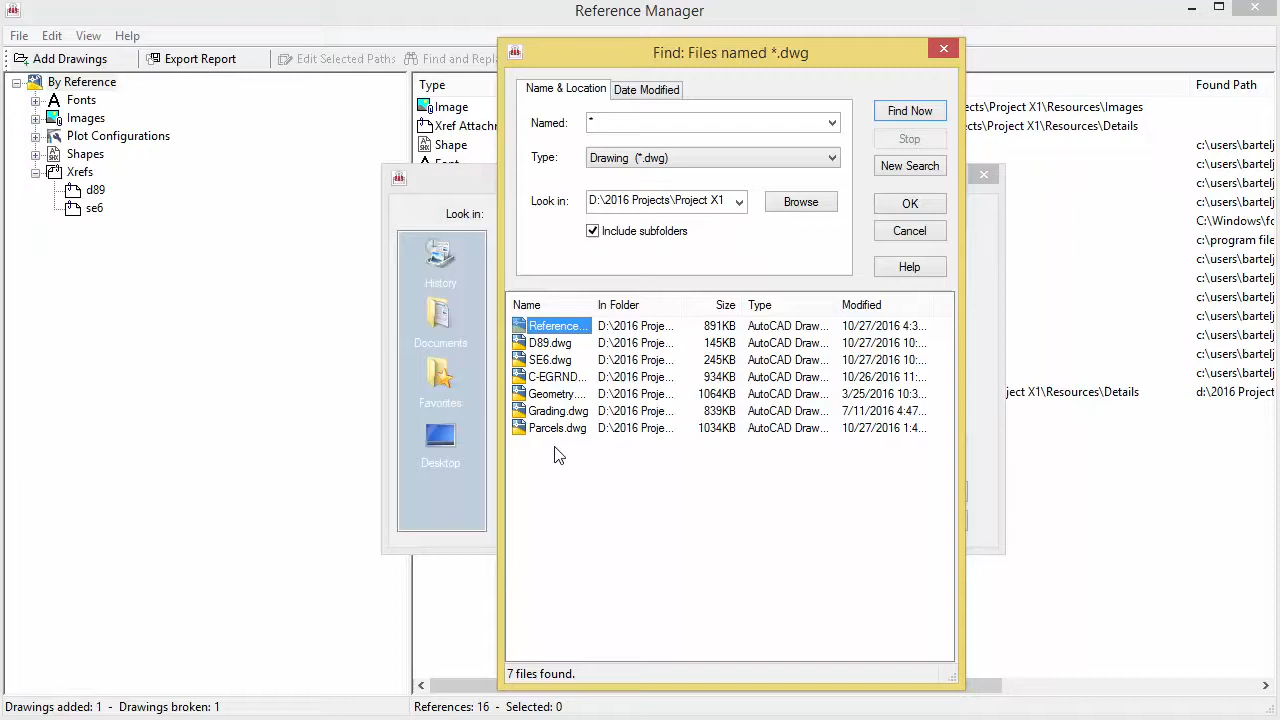 Reference Manager
File Edit View Help
Add Drawings Export Report Edit Selected Paths Find and Repla
By Reference
Fonts
Images
Plot Configurations
Shapes
Xrefs
d89
se6
Type
Found Path
Image
ects\Project X1\Resources\Images
Xref Attachm
cts\Project X1\Resources\Details
Shape
c:\users\bartelj
c:\users\bartelj
c:\users\bartelj
c:\users\bartelj
C:\Windows\fo
c:\program file
c:\users\bartelj
c:\users\bartelj
c:\users\bartelj
c:\users\bartelj
c:\users\bartelj
c:\users\bartelj
c:\users\bartelj
ject X1\Resources\Details
d:\2016 Project
Look in:
History
Documents
Favorites
Desktop
Find: Files named *.dwg
Name & Location Date Modified
Named: *
Type: Drawing (*.dwg)
Look in: D:\2016 Projects\Project X1
Browse
Include subfolders
Find Now
Stop
New Search
OK
Cancel
Help
Name In Folder Size Type Modified
Reference... D:\2016 Proje... 891KB AutoCAD Draw... 10/27/2016 4:3...
D89.dwg D:\2016 Proje... 145KB AutoCAD Draw... 10/27/2016 10:...
SE6.dwg D:\2016 Proje... 245KB AutoCAD Draw... 10/27/2016 10:...
C-EGRND... D:\2016 Proje... 934KB AutoCAD Draw... 10/26/2016 11:...
Geometry.... D:\2016 Proje... 1064KB AutoCAD Draw... 3/25/2016 10:3...
Grading.dwg D:\2016 Proje... 839KB AutoCAD Draw... 7/11/2016 4:47...
Parcels.dwg D:\2016 Proje... 1034KB AutoCAD Draw... 10/27/2016 1:4...
7 files found.
Drawings added: 1 - Drawings broken: 1
References: 16 - Selected: 0